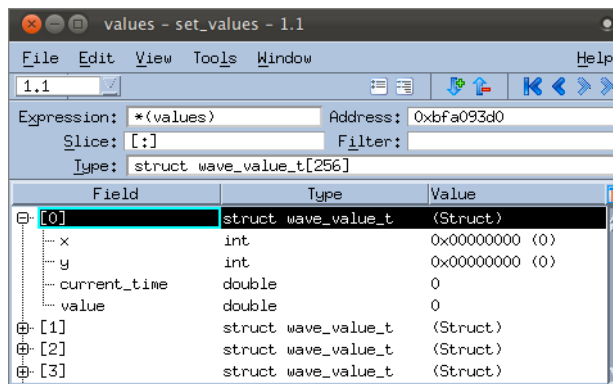 values - set_values - 1.1
File Edit View Tools Window Help
1.1
Expression: *(values) Address: 0xbfa093d0
Slice: [:] Filter:
Type: struct wave_value_t[256]
Field Type Value
[0] struct wave_value_t (Struct)
x int 0x00000000 (0)
y int 0x00000000 (0)
current_time double 0
value double 0
[1] struct wave_value_t (Struct)
[2] struct wave_value_t (Struct)
[3] struct wave_value_t (Struct)